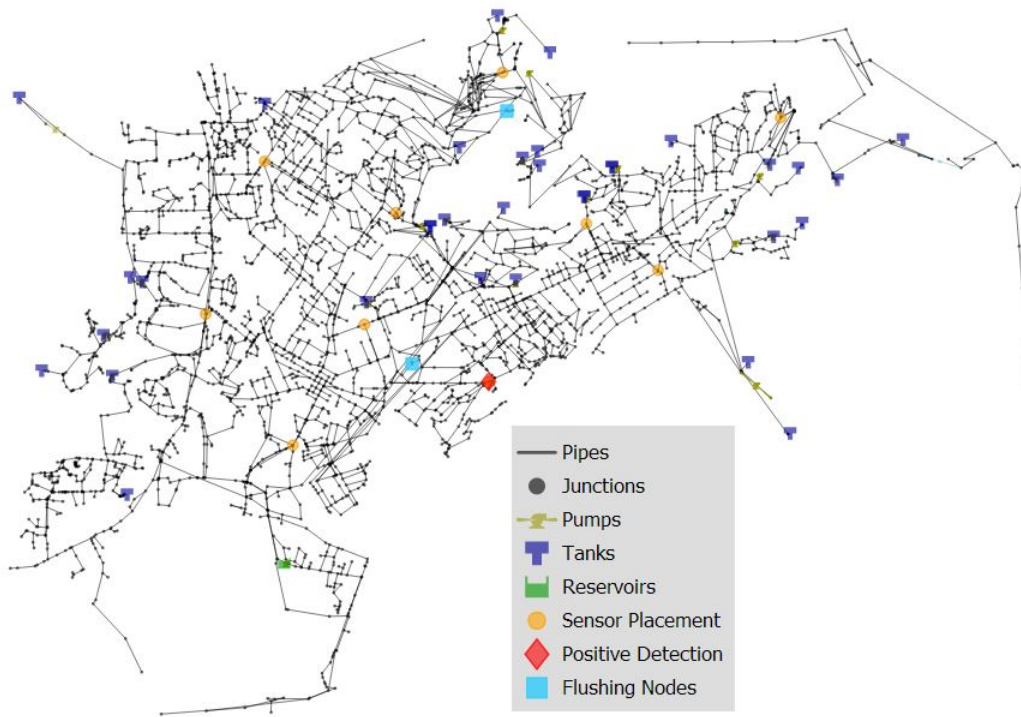 Pipes
Junctions
Pumps
Tanks
Reservoirs
Sensor Placement
Positive Detection
Flushing Nodes